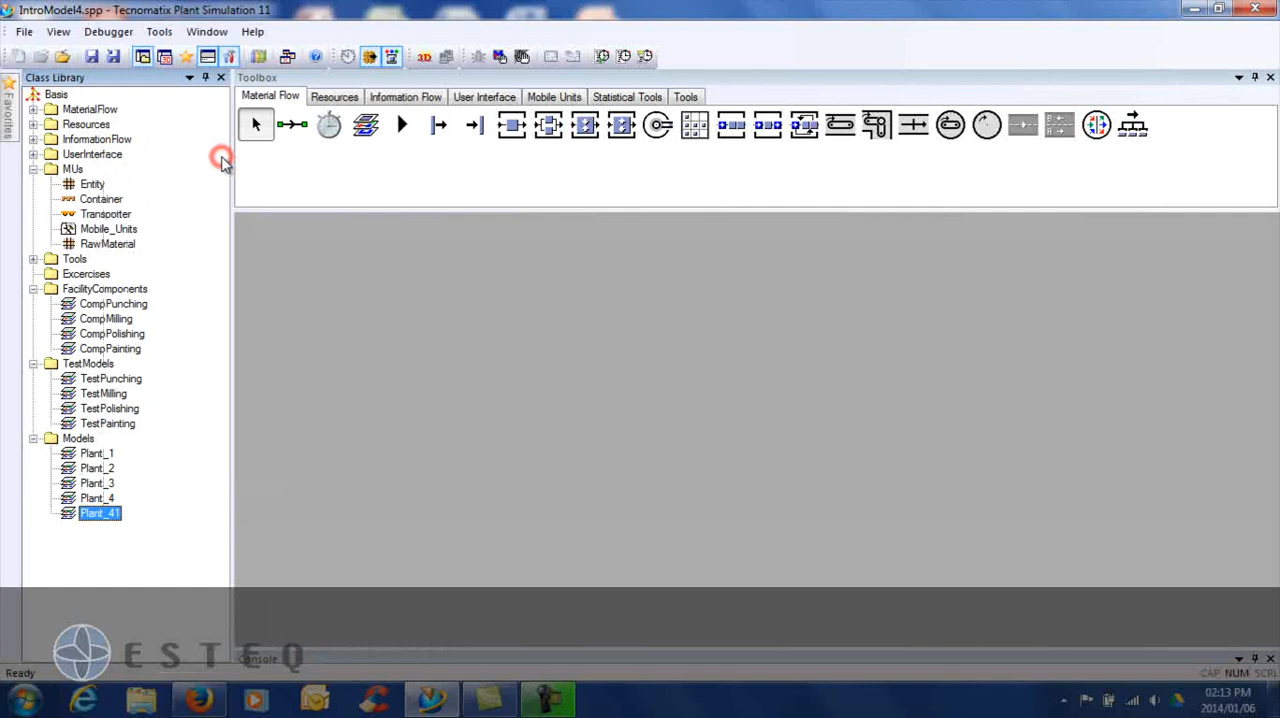 IntroModel4.spp - Tecnomatix Plant Simulation 11
File View Debugger Tools Window Help
3D
Class Library
Toolbox
Favorites
Material Flow Resources Information Flow User Interface Mobile Units Statistical Tools Tools
Basis
MaterialFlow
Resources
InformationFlow
UserInterface
MUs
Entity
Container
Transporter
Mobile_Units
RawMaterial
Tools
Excercises
FacilityComponents
CompPunching
CompMilling
CompPolishing
CompPainting
TestModels
TestPunching
TestMilling
TestPolishing
TestPainting
Models
Plant_1
Plant_2
Plant_3
Plant_4
Plant_41
ESTEQ
Console
Ready
CAP NUM SCRL
02:13 PM
2014/01/06